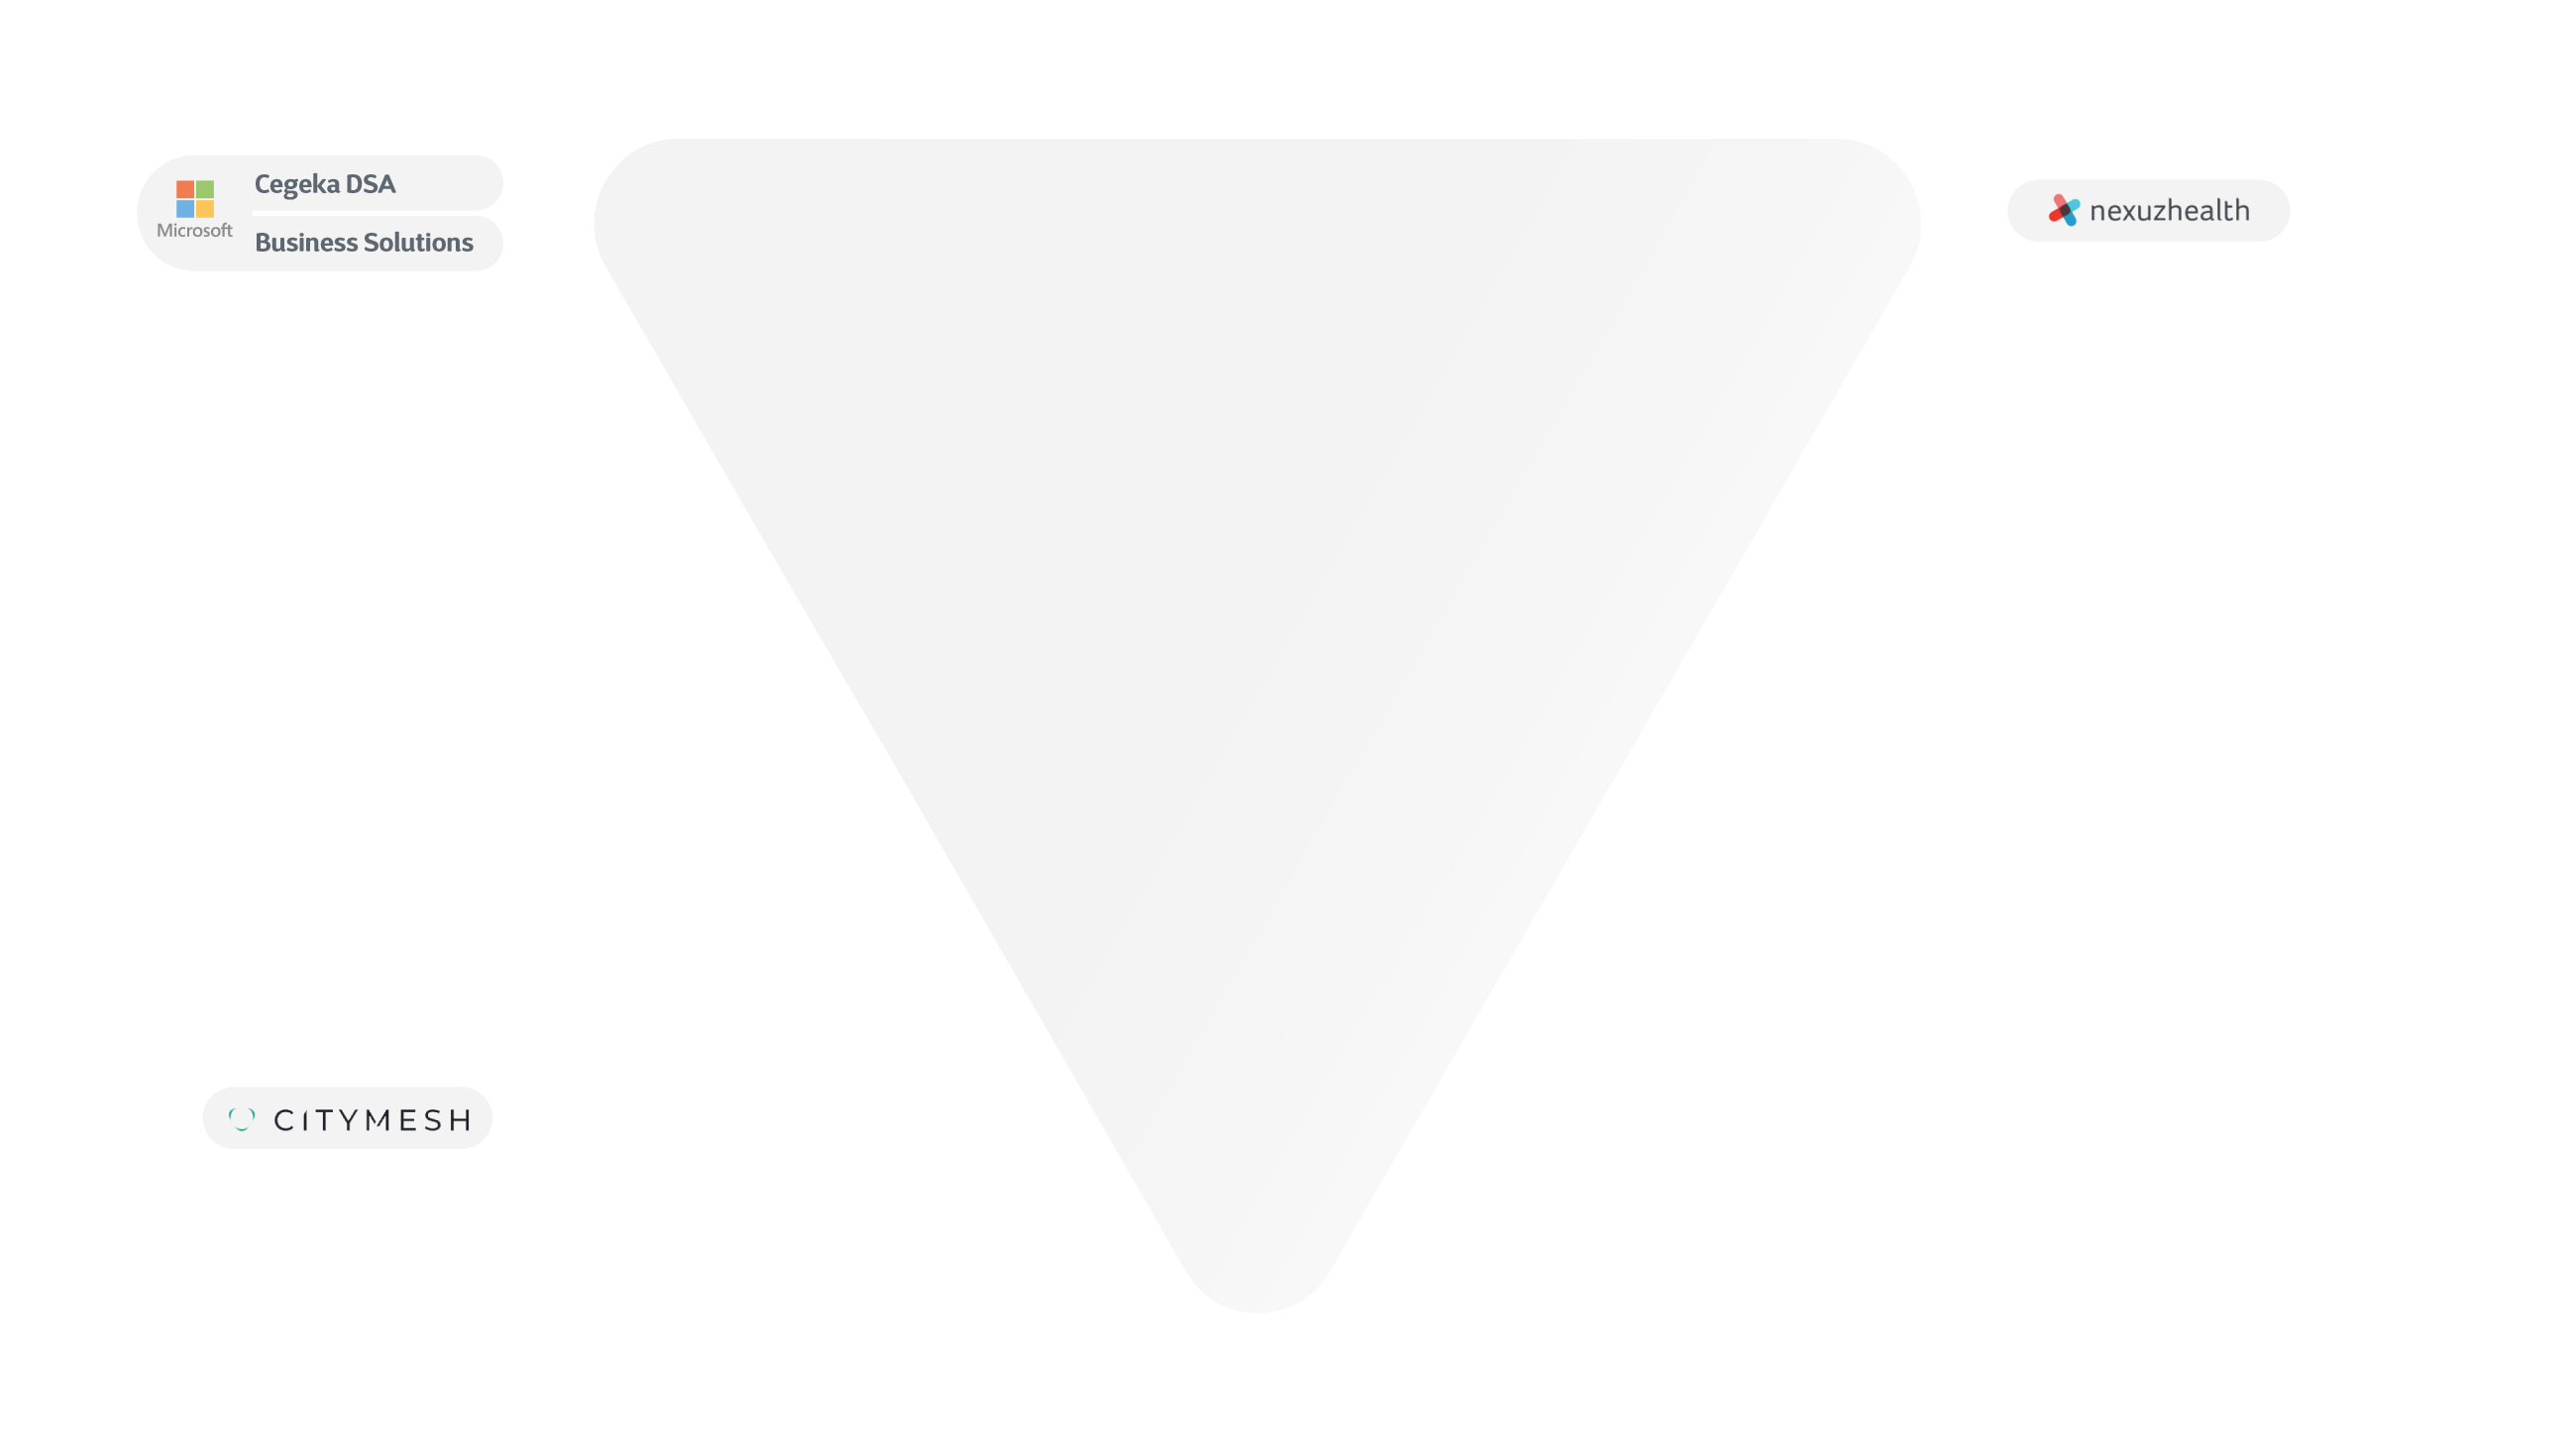 Cegeka DSA
Microsoft
Business Solutions
nexuzhealth
CITYMESH